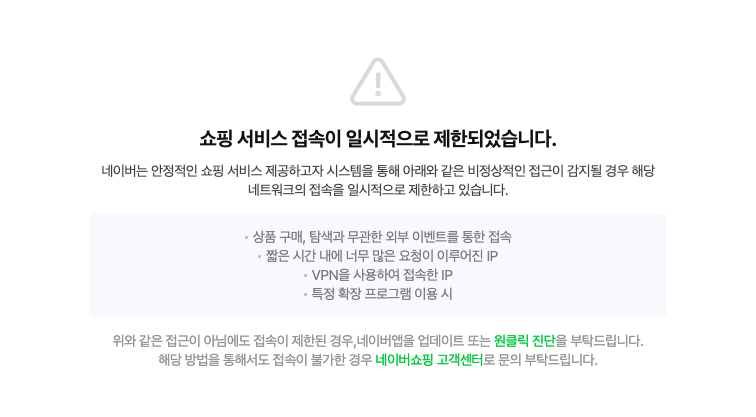 쇼핑 서비스 접속이 일시적으로 제한되었습니다.
네이버는 안정적인 쇼핑 서비스 제공하고자 시스템을 통해 아래와 같은 비정상적인 접근이 감지될 경우 해당
네트워크의 접속을 일시적으로 제한하고 있습니다.
• 상품 구매, 탐색과 무관한 외부 이벤트를 통한 접속
• 짧은 시간 내에 너무 많은 요청이 이루어진 IP
• VPN을 사용하여 접속한 IP
• 특정 확장 프로그램 이용 시
위와 같은 접근이 아님에도 접속이 제한된 경우,네이버앱을 업데이트 또는 원클릭 진단을 부탁드립니다.
해당 방법을 통해서도 접속이 불가한 경우 네이버쇼핑 고객센터로 문의 부탁드립니다.